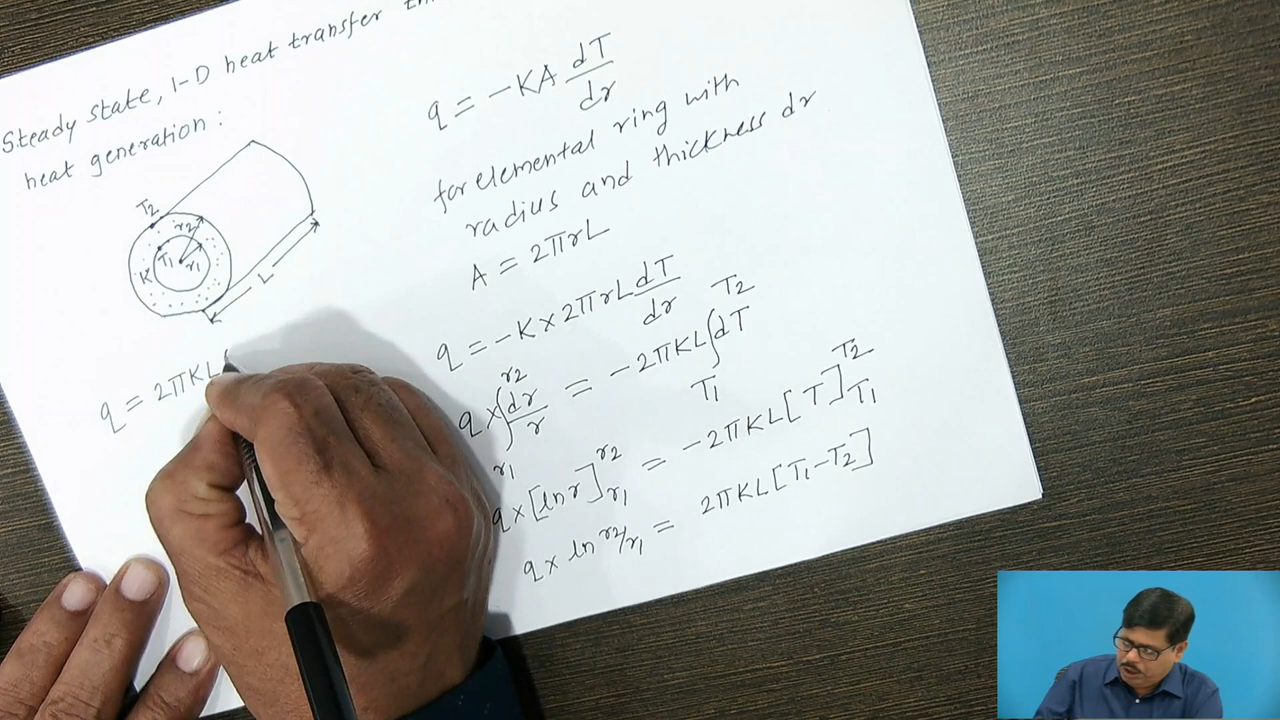 Steady state, 1-D heat transfer
heat generation :
T2
r2
T1
r1
K
L
q = 2πKL (
q = -KA dT/dr
for elemental ring with
radius and thickness dr
A = 2πrL
q = -K × 2πrL dT/dr
q × ∫_{r1}^{r2} dr/r = -2πKL ∫_{T1}^{T2} dT
q × [ln r]_{r1}^{r2} = -2πKL [T]_{T1}^{T2}
q × ln r2/r1 = 2πKL [T1-T2]